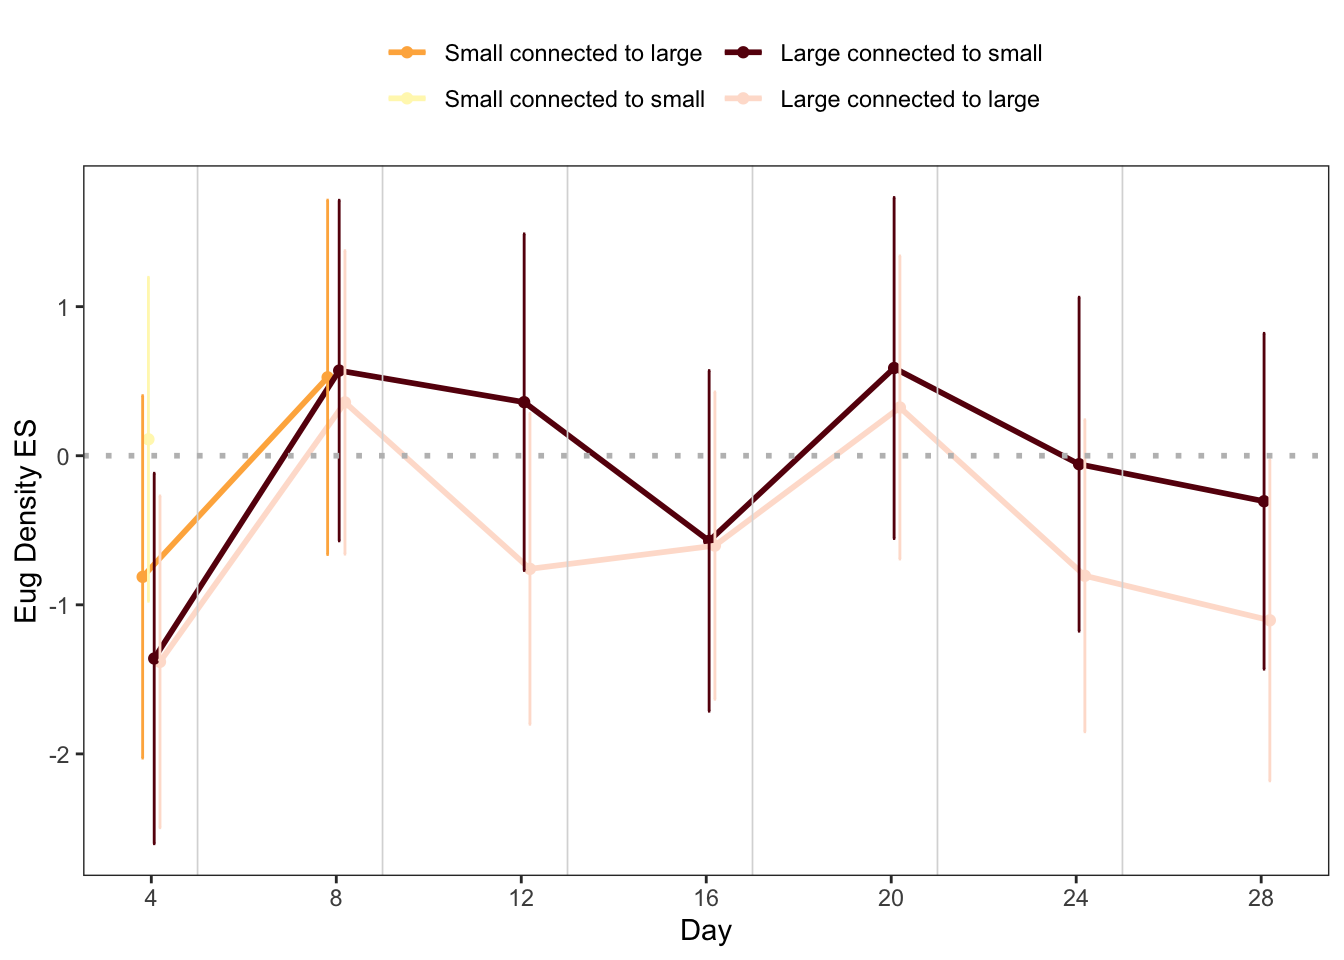 Small connected to large
Large connected to small
Small connected to small
Large connected to large
Eug Density ES
1
0
-1
-2
4 8 12 16 20 24 28
Day